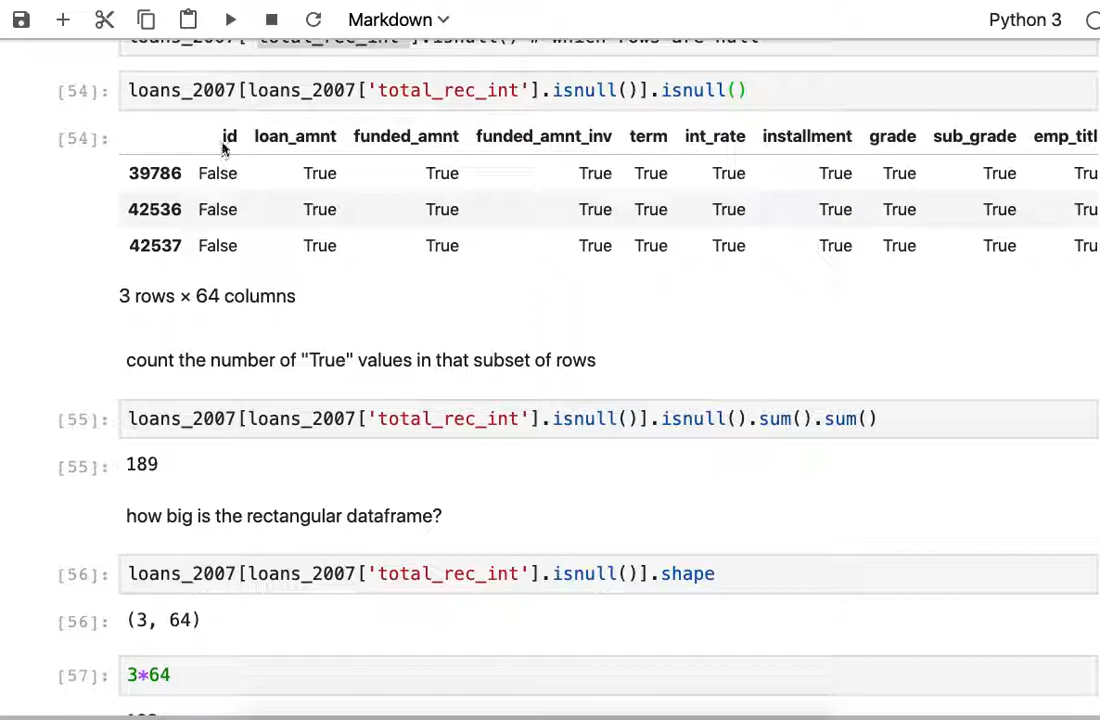 Markdown
Python 3
[54]:
loans_2007[loans_2007['total_rec_int'].isnull()].isnull()
[54]:
id loan_amnt funded_amnt funded_amnt_inv term int_rate installment grade sub_grade emp_titl
39786 False True True True True True True True True Tru
42536 False True True True True True True True True Tru
42537 False True True True True True True True True Tru
3 rows × 64 columns
count the number of "True" values in that subset of rows
[55]:
loans_2007[loans_2007['total_rec_int'].isnull()].isnull().sum().sum()
[55]:
189
how big is the rectangular dataframe?
[56]:
loans_2007[loans_2007['total_rec_int'].isnull()].shape
[56]:
(3, 64)
[57]:
3*64